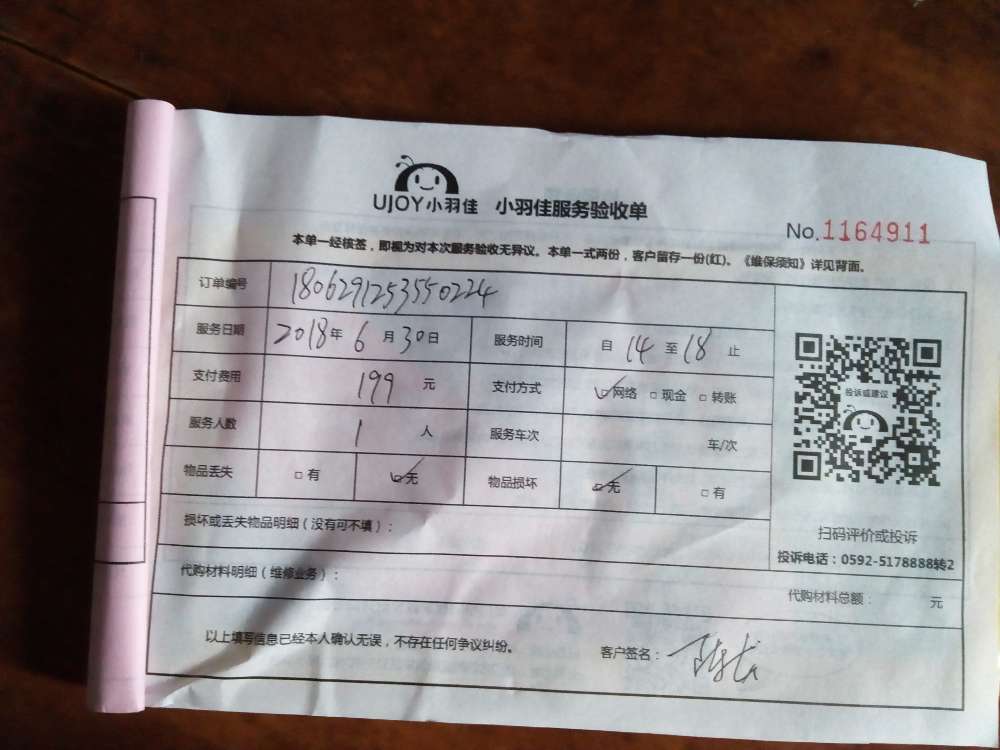 UJOY小羽佳 小羽佳服务验收单
No.1164911
本单一经核签，即视为对本次服务验收无异议。本单一式两份，客户留存一份(红)。《维保须知》详见背面。
订单编号 180629125355​0224
服务日期 2018年6月30日 服务时间 自14至18止
支付费用 199元 支付方式 ☑网络 □现金 □转账
服务人数 1人 服务车次 车/次
物品丢失 □有 ☑无 物品损坏 ☑无 □有
投诉或建议
损坏或丢失物品明细（没有可不填）：
扫码评价或投诉
投诉电话：0592-5178888转2
代购材料明细（维修业务）：
代购材料总额： 元
以上填写信息已经本人确认无误，不存在任何争议纠纷。 客户签名：